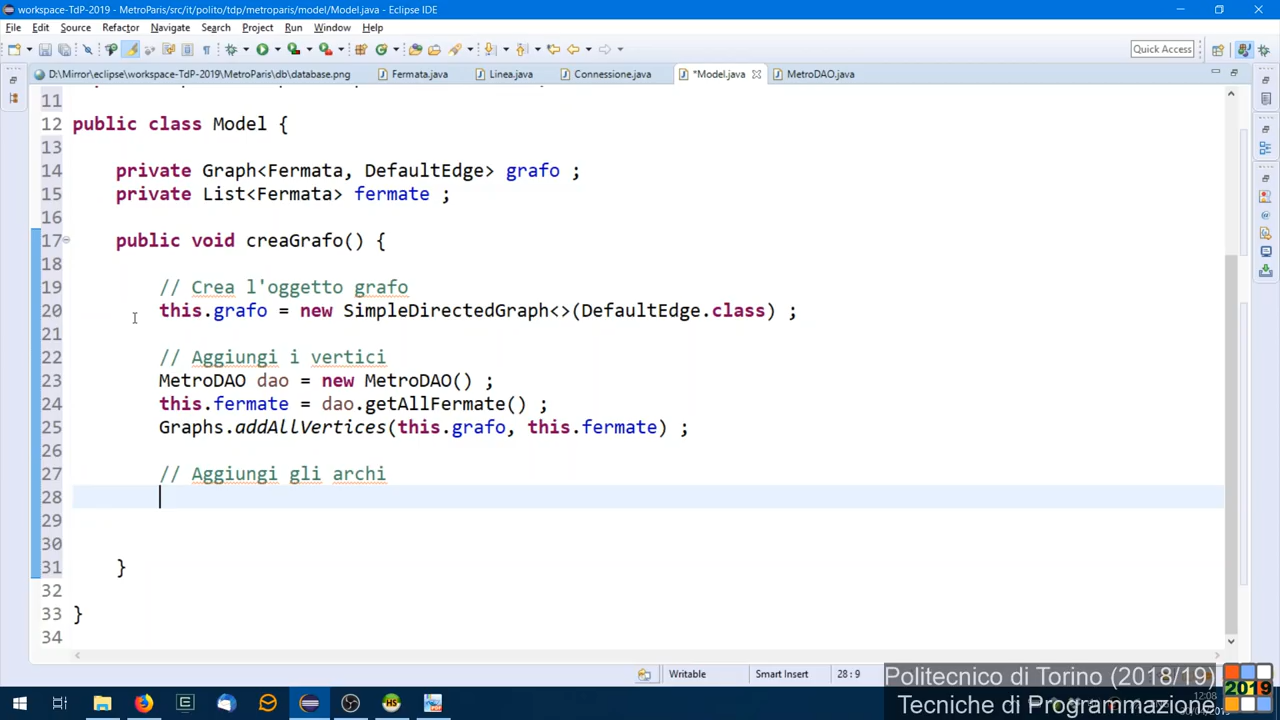 workspace-TdP-2019 - MetroParis/src/it/polito/tdp/metroparis/model/Model.java - Eclipse IDE
File Edit Source Refactor Navigate Search Project Run Window Help
Quick Access
D:\Mirror\eclipse\workspace-TdP-2019\MetroParis\db\database.png Fermata.java Linea.java Connessione.java *Model.java MetroDAO.java
11
12 public class Model {
13
14 private Graph<Fermata, DefaultEdge> grafo ;
15 private List<Fermata> fermate ;
16
17 public void creaGrafo() {
18
19 // Crea l'oggetto grafo
20 this.grafo = new SimpleDirectedGraph<>(DefaultEdge.class) ;
21
22 // Aggiungi i vertici
23 MetroDAO dao = new MetroDAO() ;
24 this.fermate = dao.getAllFermate() ;
25 Graphs.addAllVertices(this.grafo, this.fermate) ;
26
27 // Aggiungi gli archi
28
29
30
31 }
32
33 }
34
Writable Smart Insert 28 : 9
Politecnico di Torino (2018/19)
Tecniche di Programmazione
2019
12:08